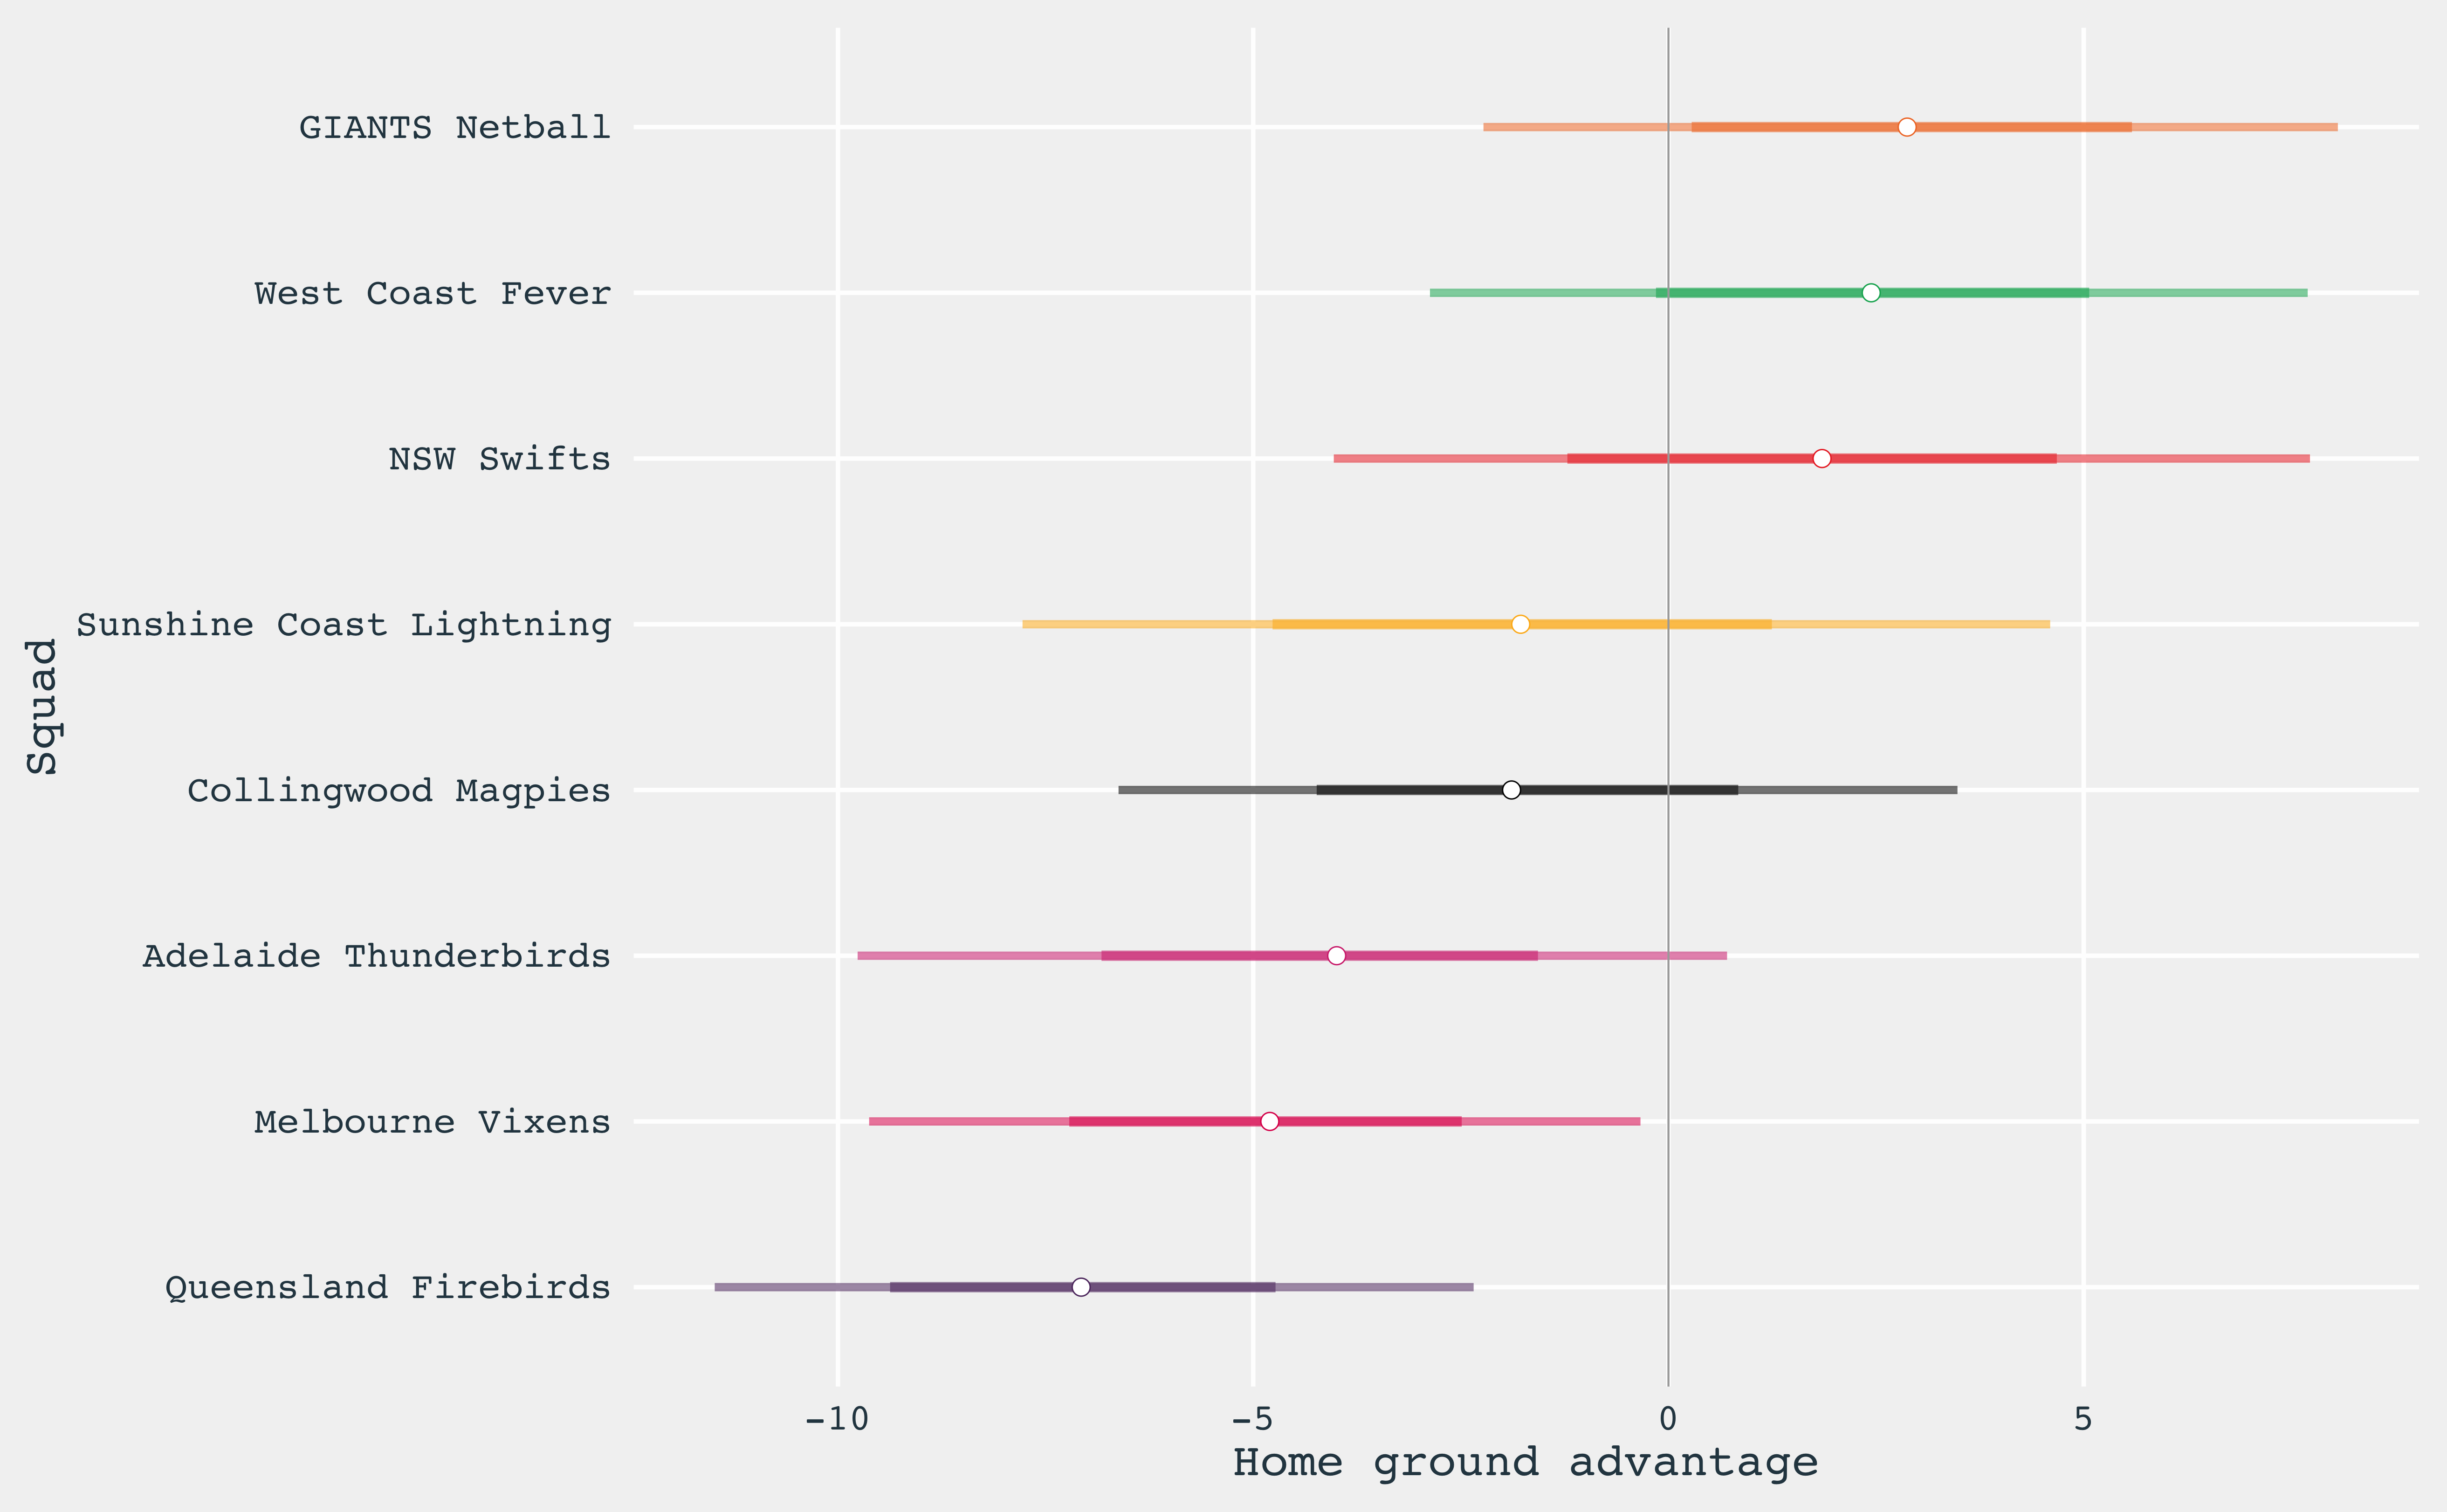 GIANTS Netball
West Coast Fever
NSW Swifts
Sunshine Coast Lightning
Collingwood Magpies
Adelaide Thunderbirds
Melbourne Vixens
Queensland Firebirds
Squad
-10 -5 0 5
Home ground advantage